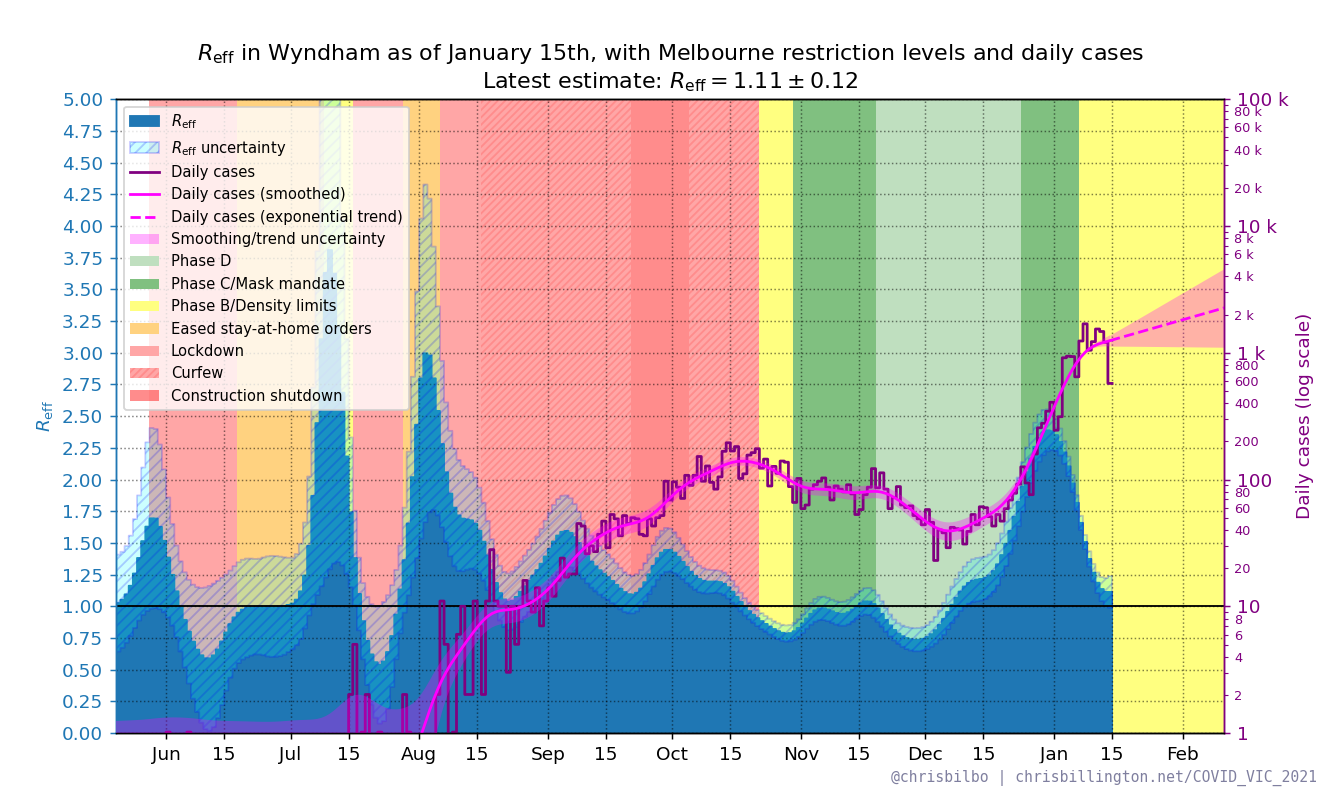 R_eff in Wyndham as of January 15th, with Melbourne restriction levels and daily cases
Latest estimate: R_eff = 1.11 ± 0.12
R_eff
R_eff uncertainty
Daily cases
Daily cases (smoothed)
Daily cases (exponential trend)
Smoothing/trend uncertainty
Phase D
Phase C/Mask mandate
Phase B/Density limits
Eased stay-at-home orders
Lockdown
Curfew
Construction shutdown
R_eff
5.00
4.75
4.50
4.25
4.00
3.75
3.50
3.25
3.00
2.75
2.50
2.25
2.00
1.75
1.50
1.25
1.00
0.75
0.50
0.25
0.00
Jun 15 Jul 15 Aug 15 Sep 15 Oct 15 Nov 15 Dec 15 Jan 15 Feb
100 k
80 k
60 k
40 k
20 k
10 k
8 k
6 k
4 k
2 k
1 k
800
600
400
200
100
80
60
40
20
10
8
6
4
2
1
Daily cases (log scale)
@chrisbilbo | chrisbillington.net/COVID_VIC_2021